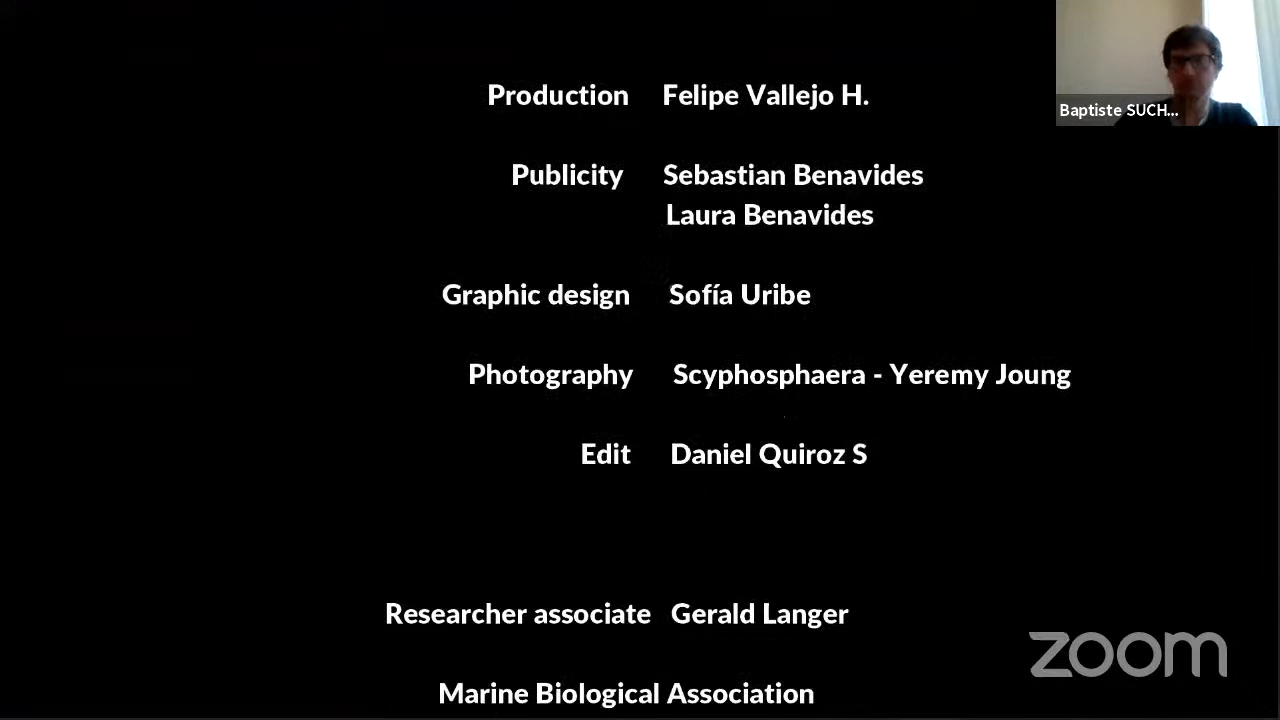 Production Felipe Vallejo H.
Baptiste SUCH...
Publicity Sebastian Benavides
Laura Benavides
Graphic design Sofía Uribe
Photography Scyphosphaera - Yeremy Joung
Edit Daniel Quiroz S
Researcher associate Gerald Langer
zoom
Marine Biological Association